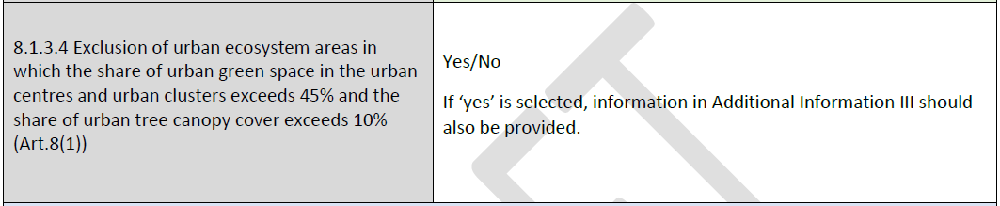 8.1.3.4 Exclusion of urban ecosystem areas in
which the share of urban green space in the urban
centres and urban clusters exceeds 45% and the
share of urban tree canopy cover exceeds 10%
(Art.8(1))
Yes/No
If ‘yes’ is selected, information in Additional Information III should
also be provided.